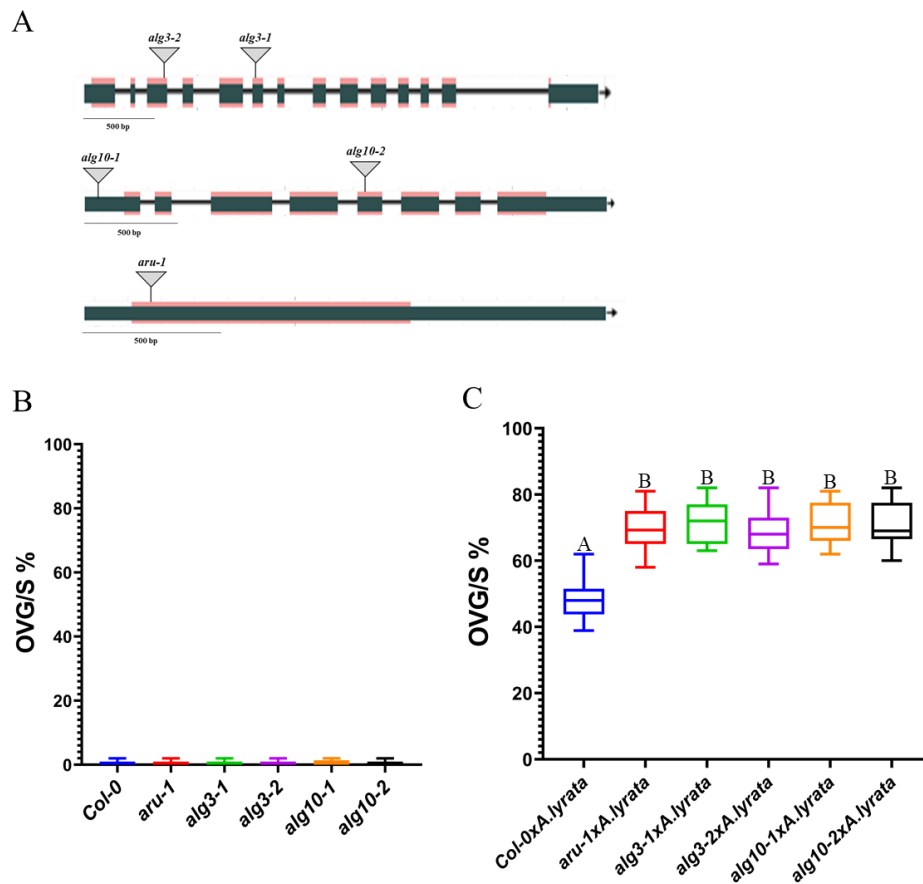 A
alg3-2
alg3-1
500 bp
alg10-1
alg10-2
500 bp
aru-1
500 bp
B
OVG/S %
100
80
60
40
20
0
Col-0
aru-1
alg3-1
alg3-2
alg10-1
alg10-2
C
OVG/S %
100
80
60
40
20
0
A
B
B
B
B
B
Col-0xA.lyrata
aru-1xA.lyrata
alg3-1xA.lyrata
alg3-2xA.lyrata
alg10-1xA.lyrata
alg10-2xA.lyrata